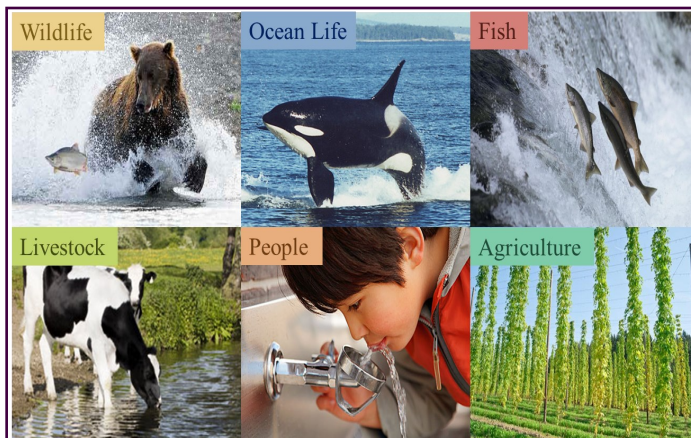 Wildlife
Ocean Life
Fish
Livestock
People
Agriculture